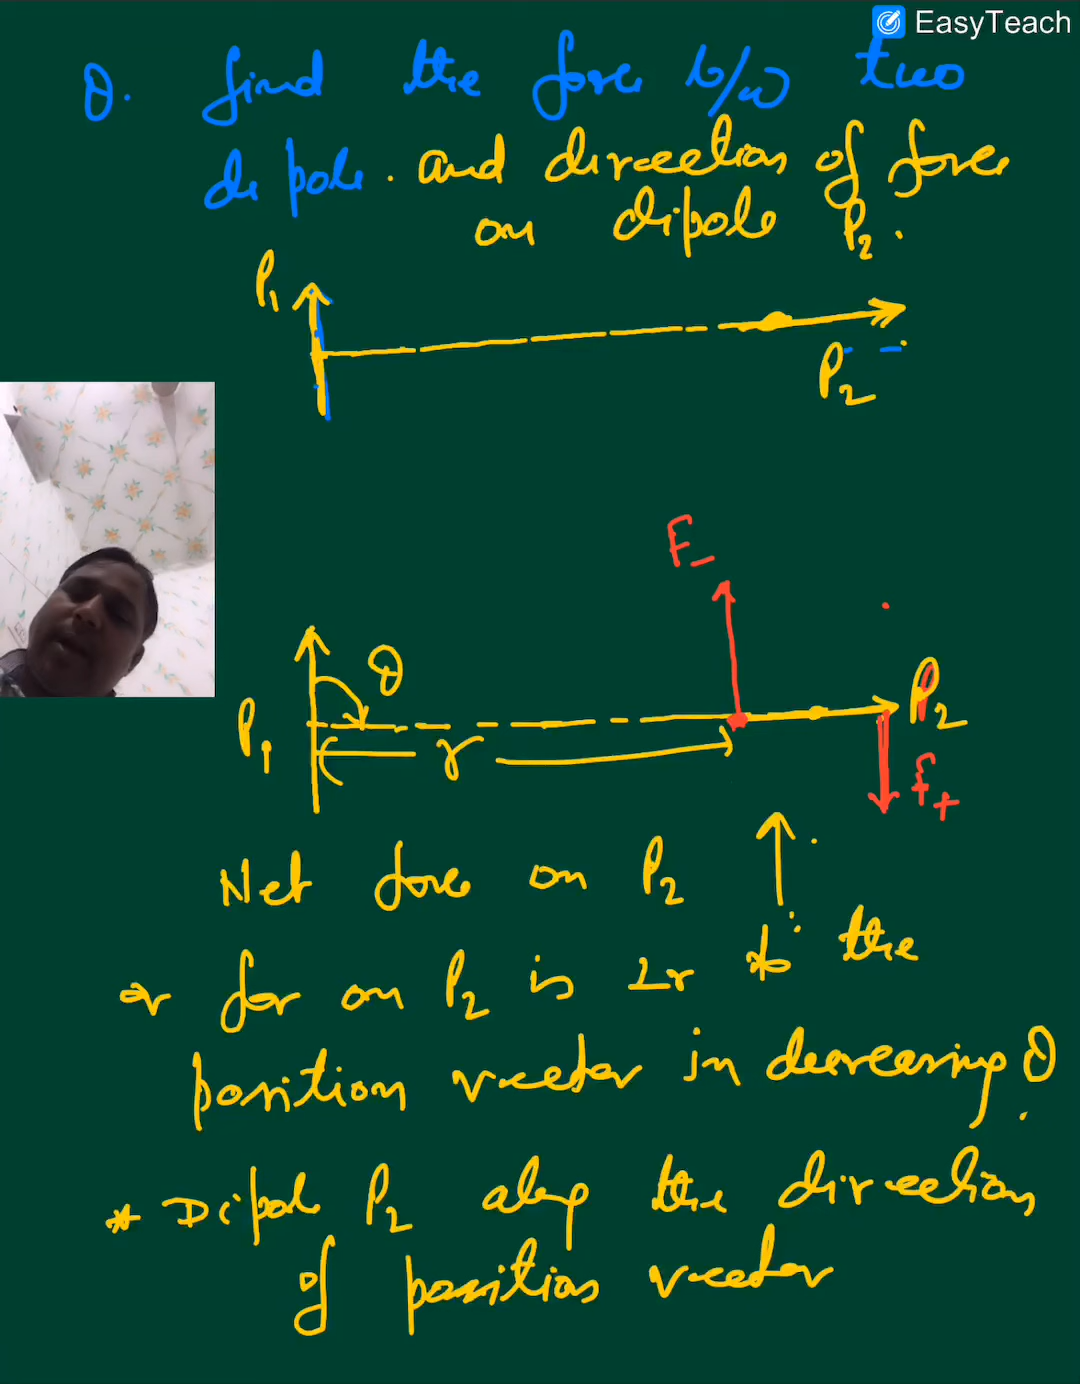 EasyTeach
Q. find the force b/w two
dipole. and direction of force
on dipole P₂.
P₁
P₂
F₋
θ
P₁
r
P₂
F₊
Net force on P₂ ↑
or for on P₂ is ⊥r to the
position vector in decreasing θ
* Dipole P₂ along the direction
of position vector